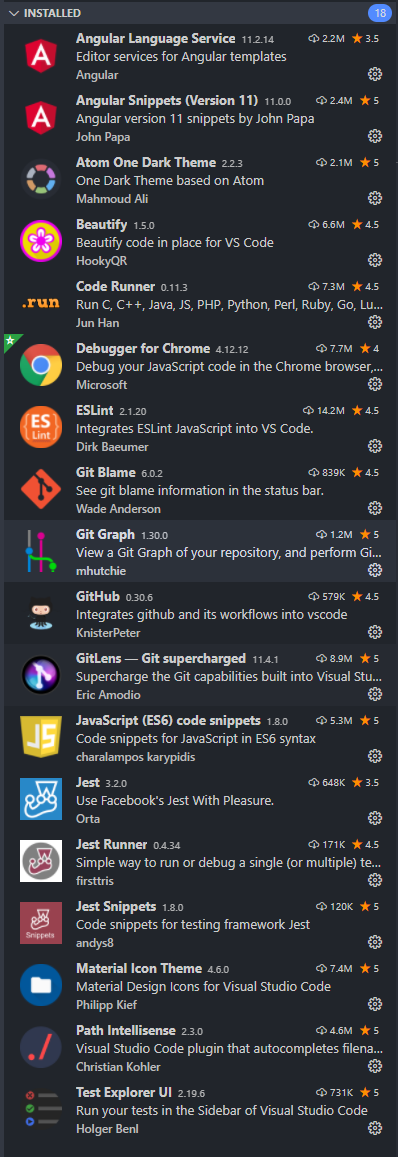 INSTALLED 18
Angular Language Service 11.2.14 2.2M 3.5
Editor services for Angular templates
Angular
Angular Snippets (Version 11) 11.0.0 2.4M 5
Angular version 11 snippets by John Papa
John Papa
Atom One Dark Theme 2.2.3 2.1M 5
One Dark Theme based on Atom
Mahmoud Ali
Beautify 1.5.0 6.6M 4.5
Beautify code in place for VS Code
HookyQR
.run
Code Runner 0.11.3 7.3M 4.5
Run C, C++, Java, JS, PHP, Python, Perl, Ruby, Go, Lu...
Jun Han
Debugger for Chrome 4.12.12 7.7M 4
Debug your JavaScript code in the Chrome browser,...
Microsoft
ES
Lint
ESLint 2.1.20 14.2M 4.5
Integrates ESLint JavaScript into VS Code.
Dirk Baeumer
Git Blame 6.0.2 839K 4.5
See git blame information in the status bar.
Wade Anderson
Git Graph 1.30.0 1.2M 5
View a Git Graph of your repository, and perform Gi...
mhutchie
GitHub 0.30.6 579K 4.5
Integrates github and its workflows into vscode
KnisterPeter
GitLens — Git supercharged 11.4.1 8.9M 5
Supercharge the Git capabilities built into Visual Stu...
Eric Amodio
JS
JavaScript (ES6) code snippets 1.8.0 5.3M 5
Code snippets for JavaScript in ES6 syntax
charalampos karypidis
Jest 3.2.0 648K 3.5
Use Facebook's Jest With Pleasure.
Orta
Jest Runner 0.4.34 171K 4.5
Simple way to run or debug a single (or multiple) te...
firsttris
Snippets
Jest Snippets 1.8.0 120K 5
Code snippets for testing framework Jest
andys8
Material Icon Theme 4.6.0 7.4M 5
Material Design Icons for Visual Studio Code
Philipp Kief
./
Path Intellisense 2.3.0 4.6M 5
Visual Studio Code plugin that autocompletes filena...
Christian Kohler
Test Explorer UI 2.19.6 731K 5
Run your tests in the Sidebar of Visual Studio Code
Holger Benl